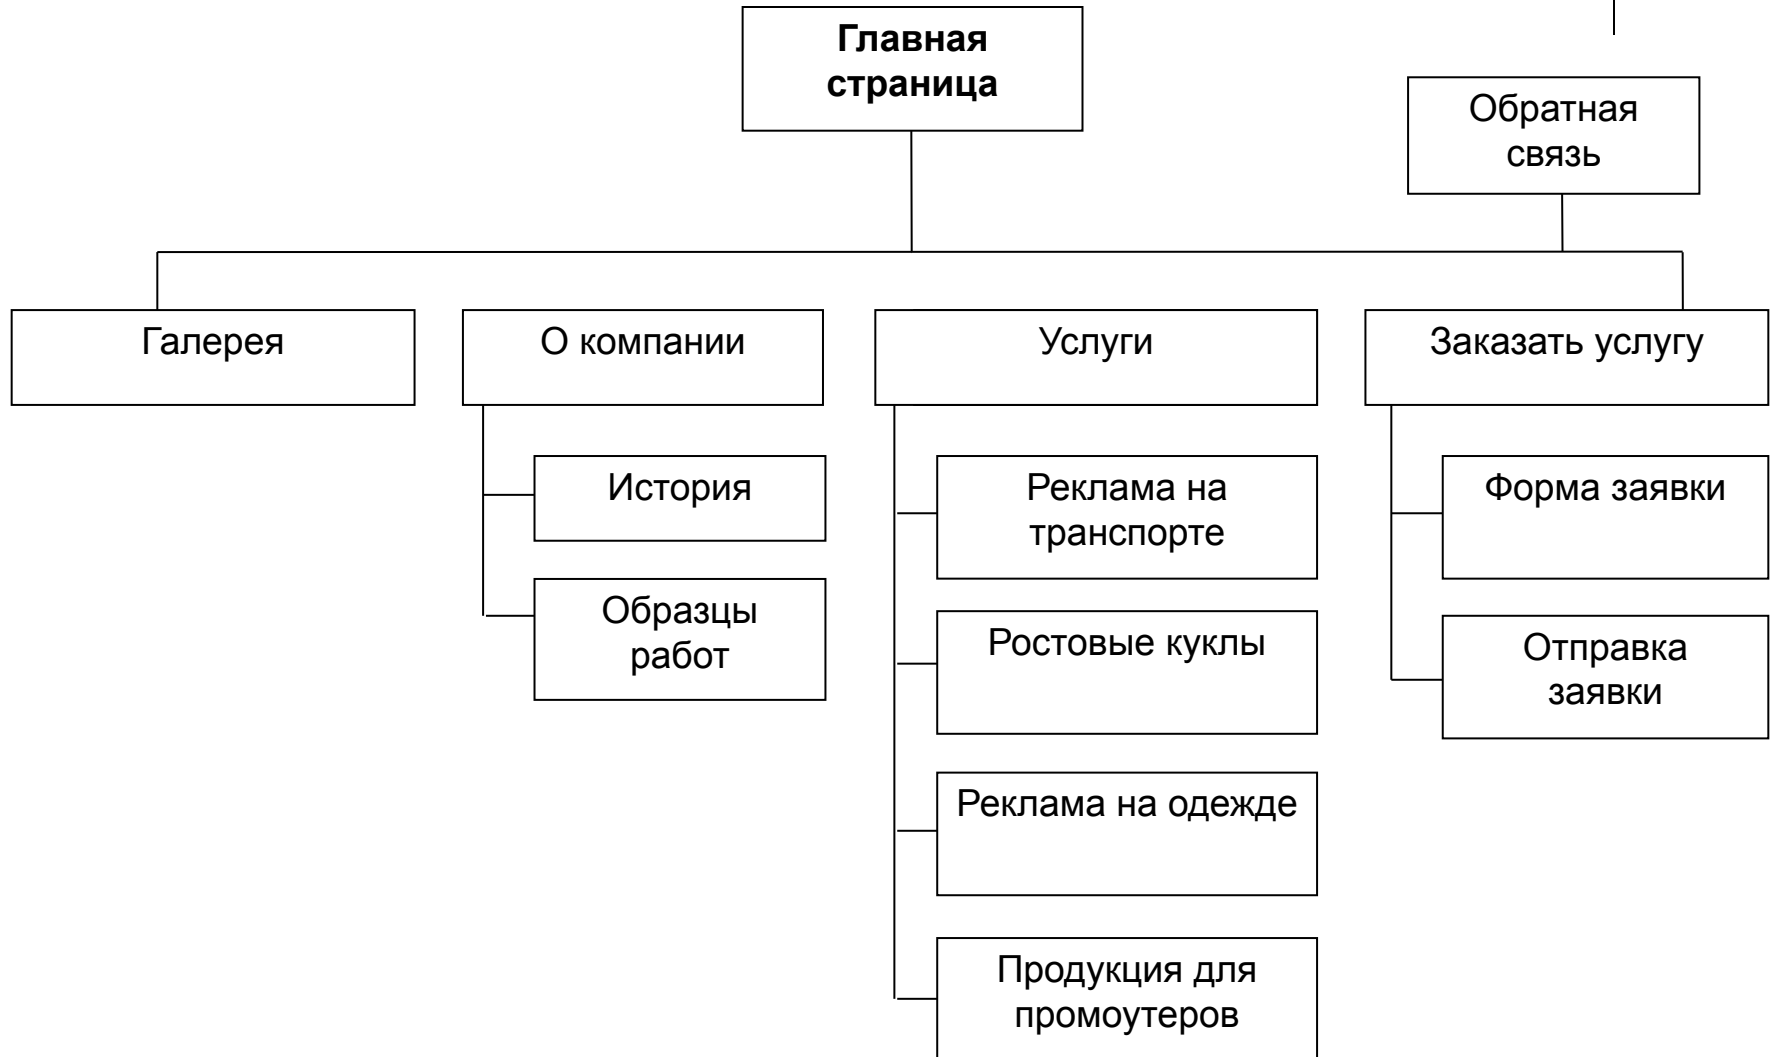 Главная
страница
Обратная
связь
Галерея
О компании
Услуги
Заказать услугу
История
Образцы
работ
Реклама на
транспорте
Ростовые куклы
Реклама на одежде
Продукция для
промоутеров
Форма заявки
Отправка
заявки